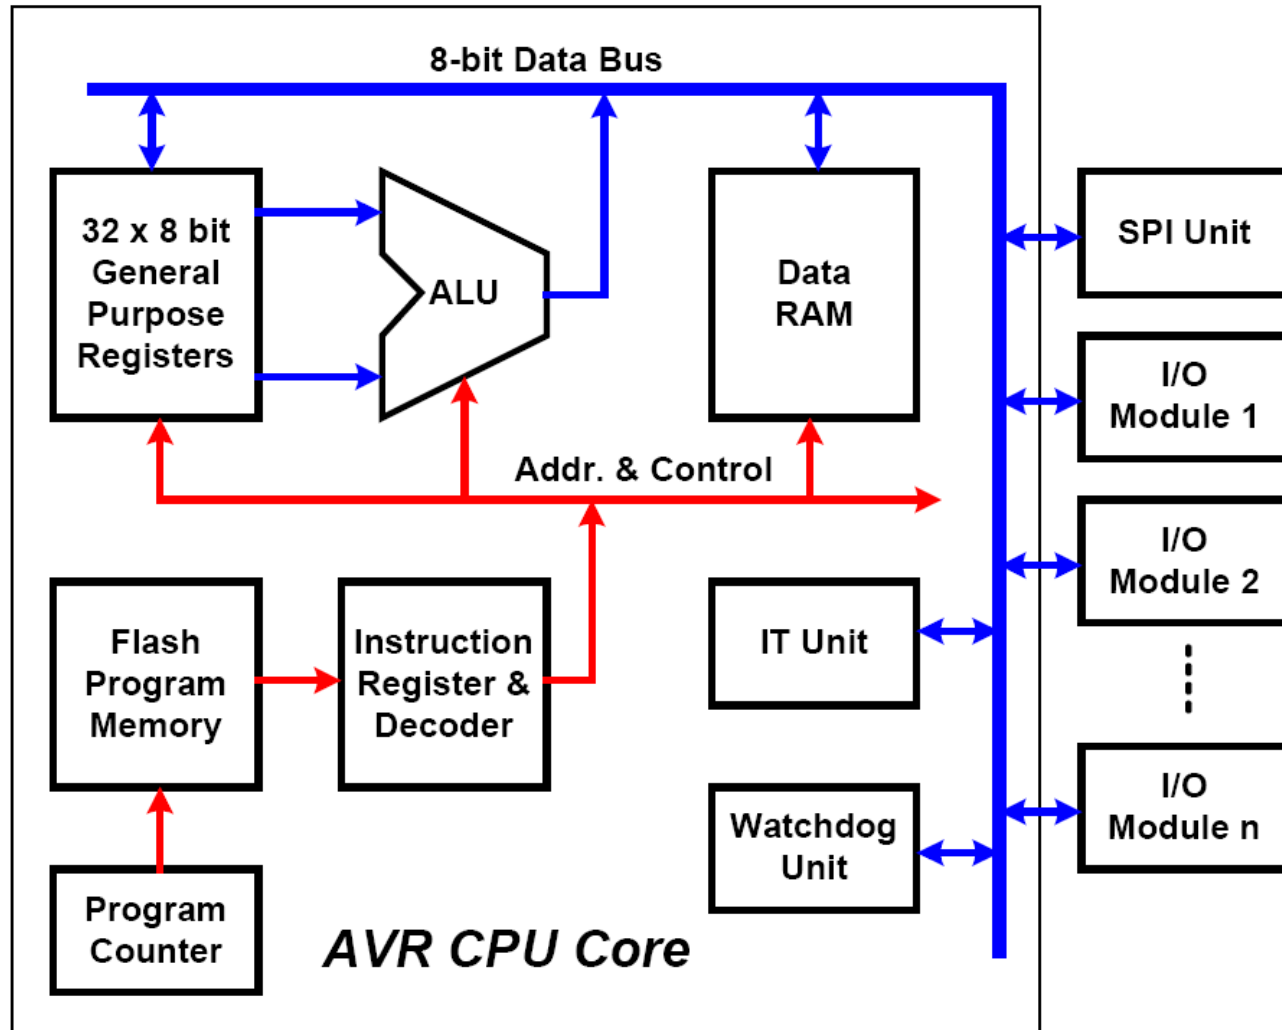 8-bit Data Bus
32 x 8 bit
General
Purpose
Registers
ALU
Data
RAM
SPI Unit
I/O
Module 1
Addr. & Control
I/O
Module 2
Flash
Program
Memory
Instruction
Register &
Decoder
IT Unit
Watchdog
Unit
I/O
Module n
Program
Counter
AVR CPU Core